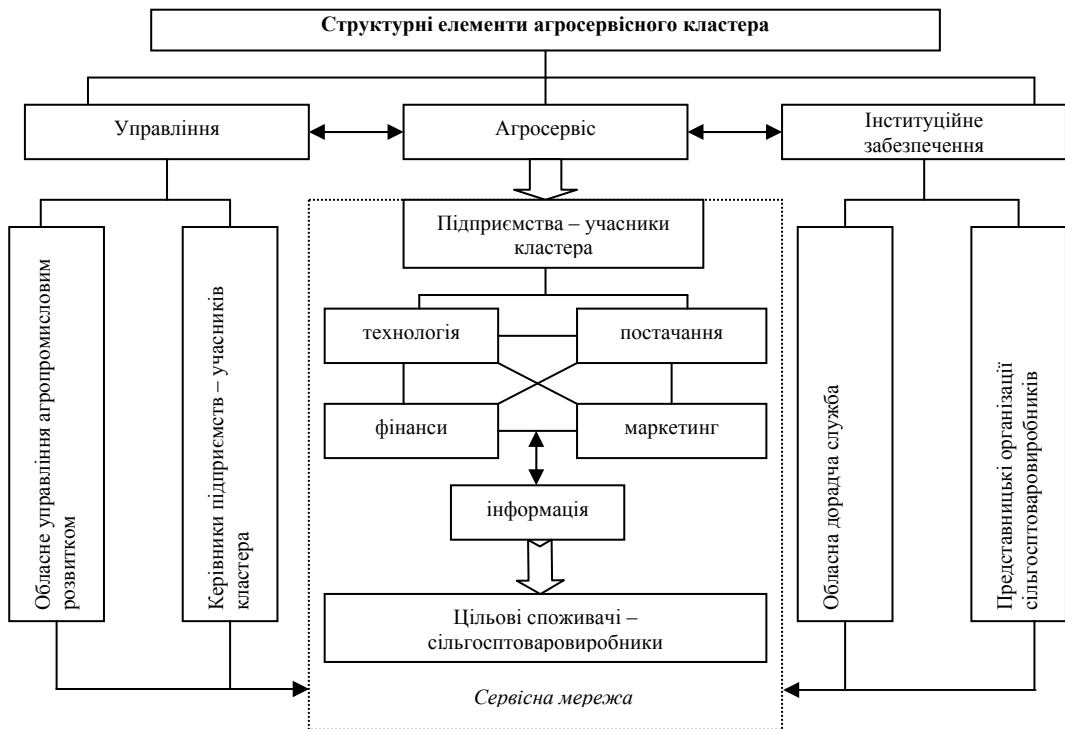 Структурні елементи агросервісного кластера
Управління
Агросервіс
Інституційне
забезпечення
Обласне управління агропромисловим
розвитком
Керівники підприємств – учасників
кластера
Підприємства – учасники
кластера
технологія
постачання
фінанси
маркетинг
інформація
Цільові споживачі –
сільгосптоваровиробники
Сервісна мережа
Обласна дорадча служба
Представницькі організації
сільгосптоваровиробників